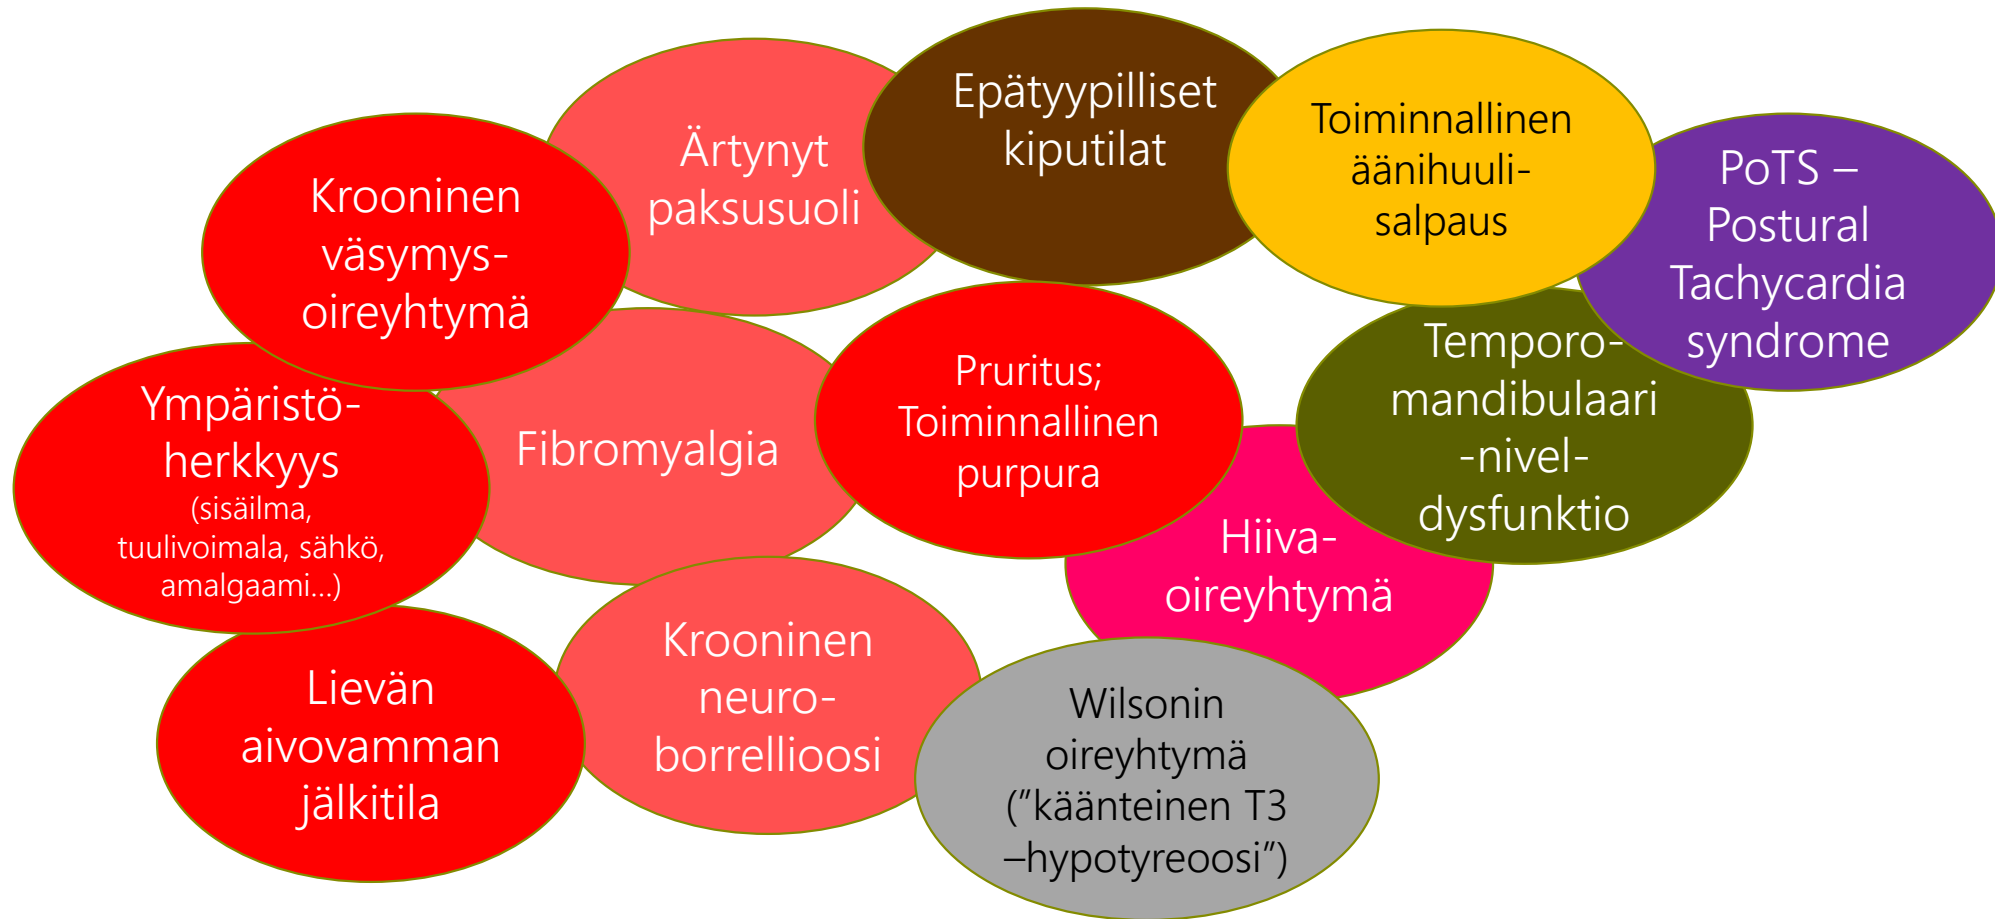 Epätyypilliset
kiputilat
Toiminnallinen
äänihuuli-
salpaus
Ärtynyt
paksusuoli
PoTS –
Postural
Tachycardia
syndrome
Krooninen
väsymys-
oireyhtymä
Temporo-
mandibulaari
-nivel-
dysfunktio
Pruritus;
Toiminnallinen
purpura
Ympäristö-
herkkyys
(sisäilma,
tuulivoimala, sähkö,
amalgaami...)
Fibromyalgia
Hiiva-
oireyhtymä
Krooninen
neuro-
borrellioosi
Lievän
aivovamman
jälkitila
Wilsonin
oireyhtymä
(”käänteinen T3
–hypotyreoosi”)